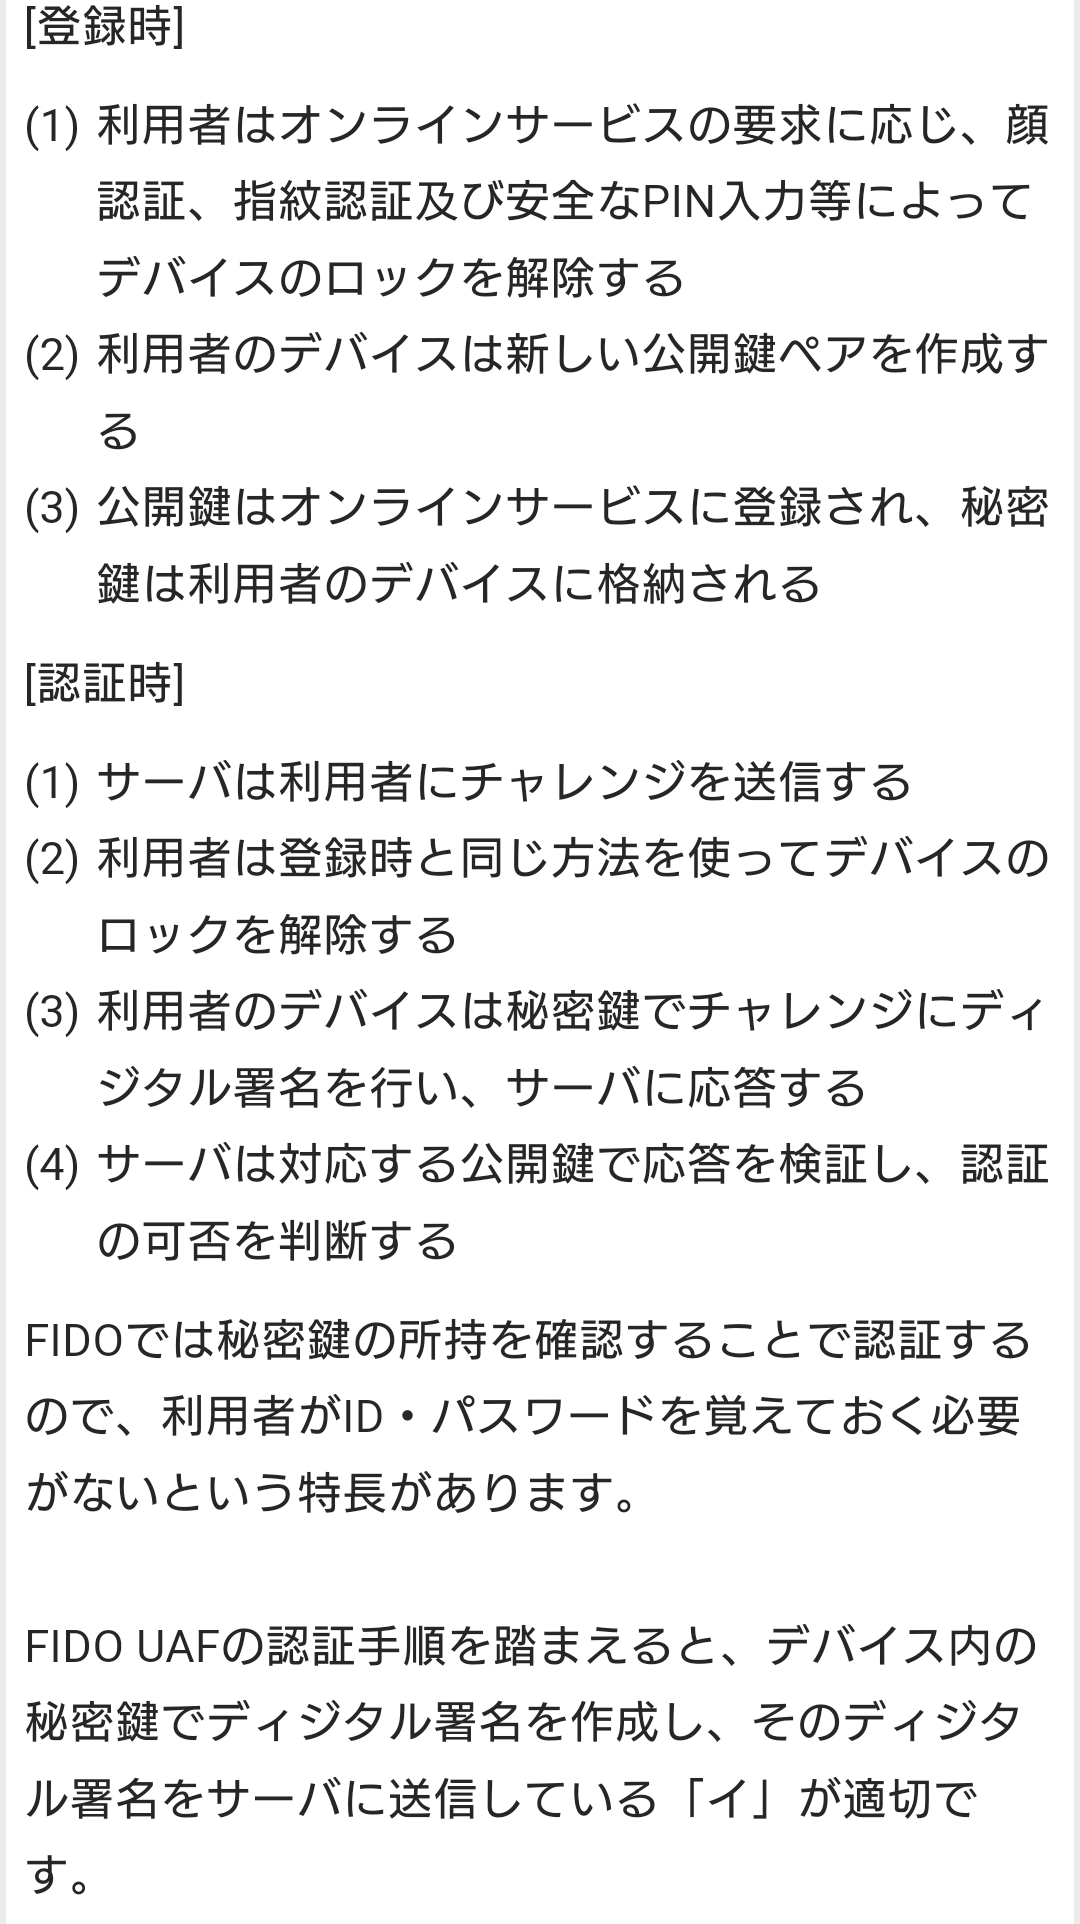 [登録時]
(1) 利用者はオンラインサービスの要求に応じ、顔
認証、指紋認証及び安全なPIN入力等によって
デバイスのロックを解除する
(2) 利用者のデバイスは新しい公開鍵ペアを作成す
る
(3) 公開鍵はオンラインサービスに登録され、秘密
鍵は利用者のデバイスに格納される
[認証時]
(1) サーバは利用者にチャレンジを送信する
(2) 利用者は登録時と同じ方法を使ってデバイスの
ロックを解除する
(3) 利用者のデバイスは秘密鍵でチャレンジにディ
ジタル署名を行い、サーバに応答する
(4) サーバは対応する公開鍵で応答を検証し、認証
の可否を判断する
FIDOでは秘密鍵の所持を確認することで認証する
ので、利用者がID・パスワードを覚えておく必要
がないという特長があります。
FIDO UAFの認証手順を踏まえると、デバイス内の
秘密鍵でディジタル署名を作成し、そのディジタ
ル署名をサーバに送信している「イ」が適切で
す。